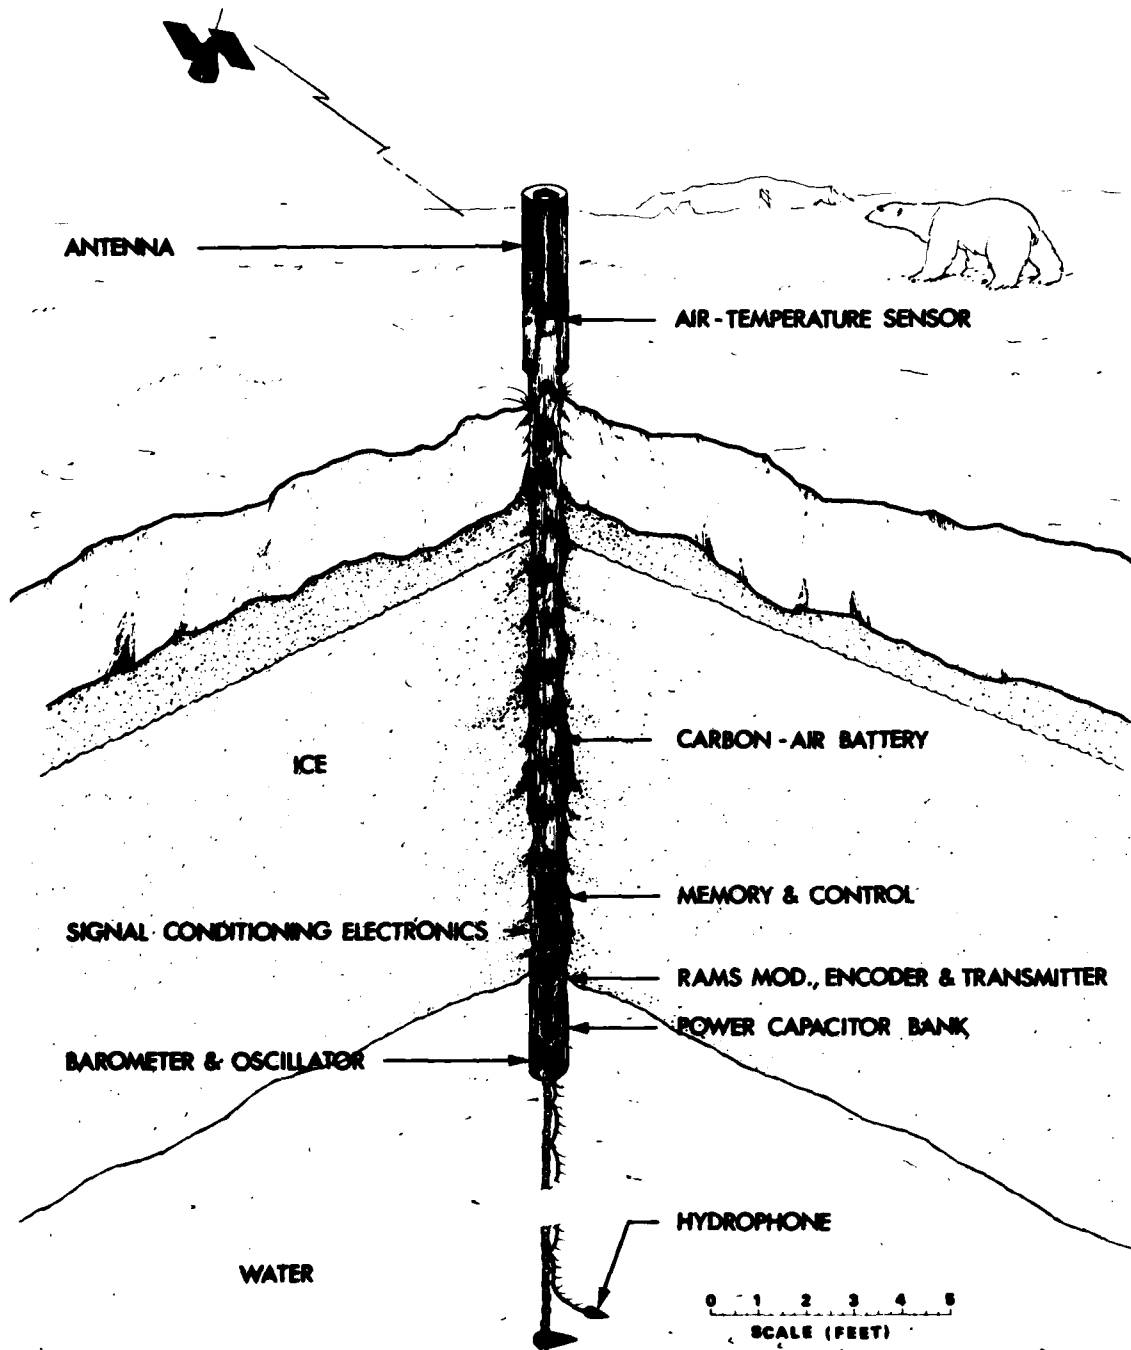 ANTENNA
AIR-TEMPERATURE SENSOR
CARBON-AIR BATTERY
ICE
MEMORY & CONTROL
SIGNAL CONDITIONING ELECTRONICS
RAMS MOD., ENCODER & TRANSMITTER
POWER CAPACITOR BANK
BAROMETER & OSCILLATOR
HYDROPHONE
WATER
0 1 2 3 4 5
SCALE (FEET)